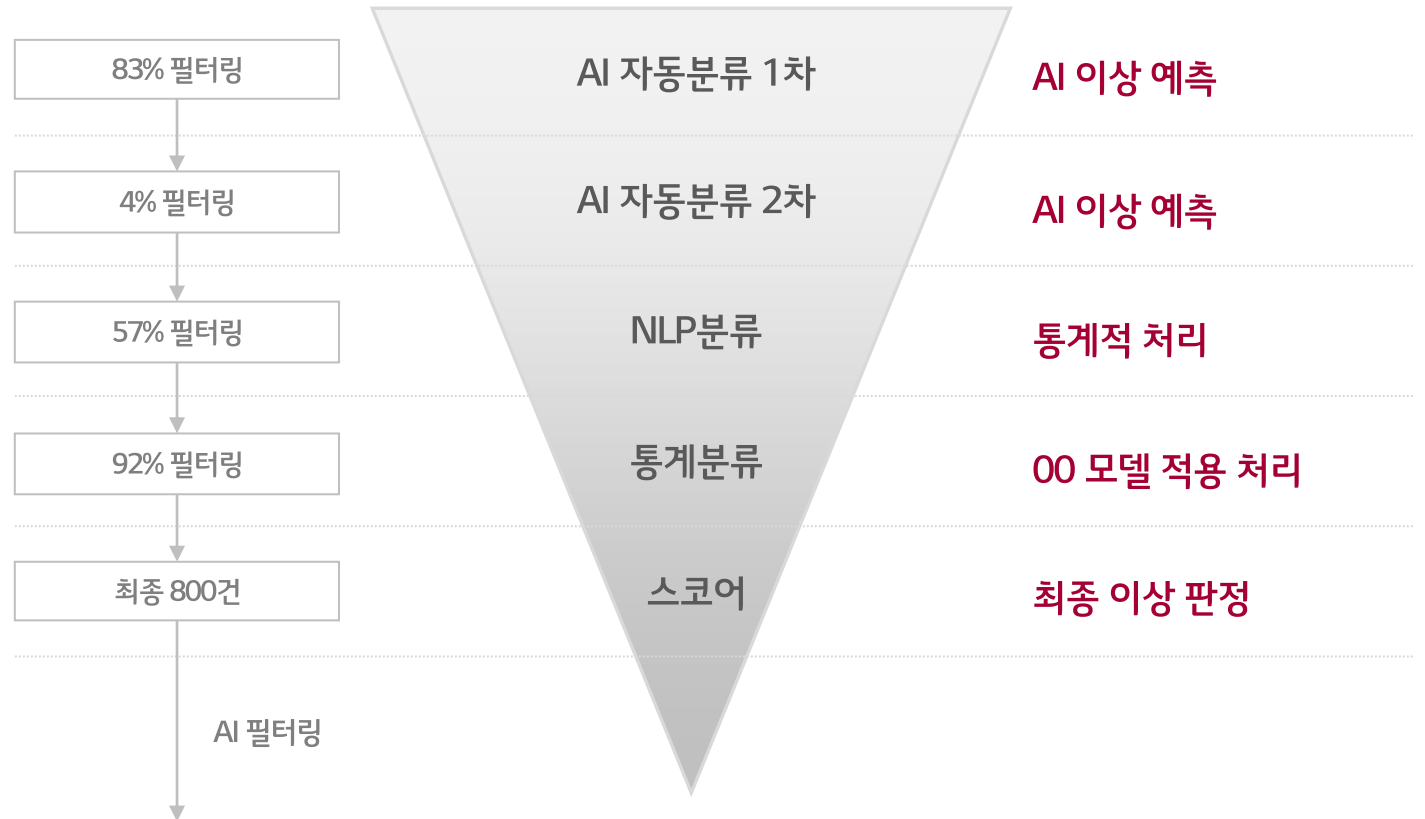 83% 필터링
AI 자동분류 1차
AI 이상 예측
4% 필터링
AI 자동분류 2차
AI 이상 예측
57% 필터링
NLP분류
통계적 처리
92% 필터링
통계분류
00 모델 적용 처리
최종 800건
스코어
최종 이상 판정
AI 필터링